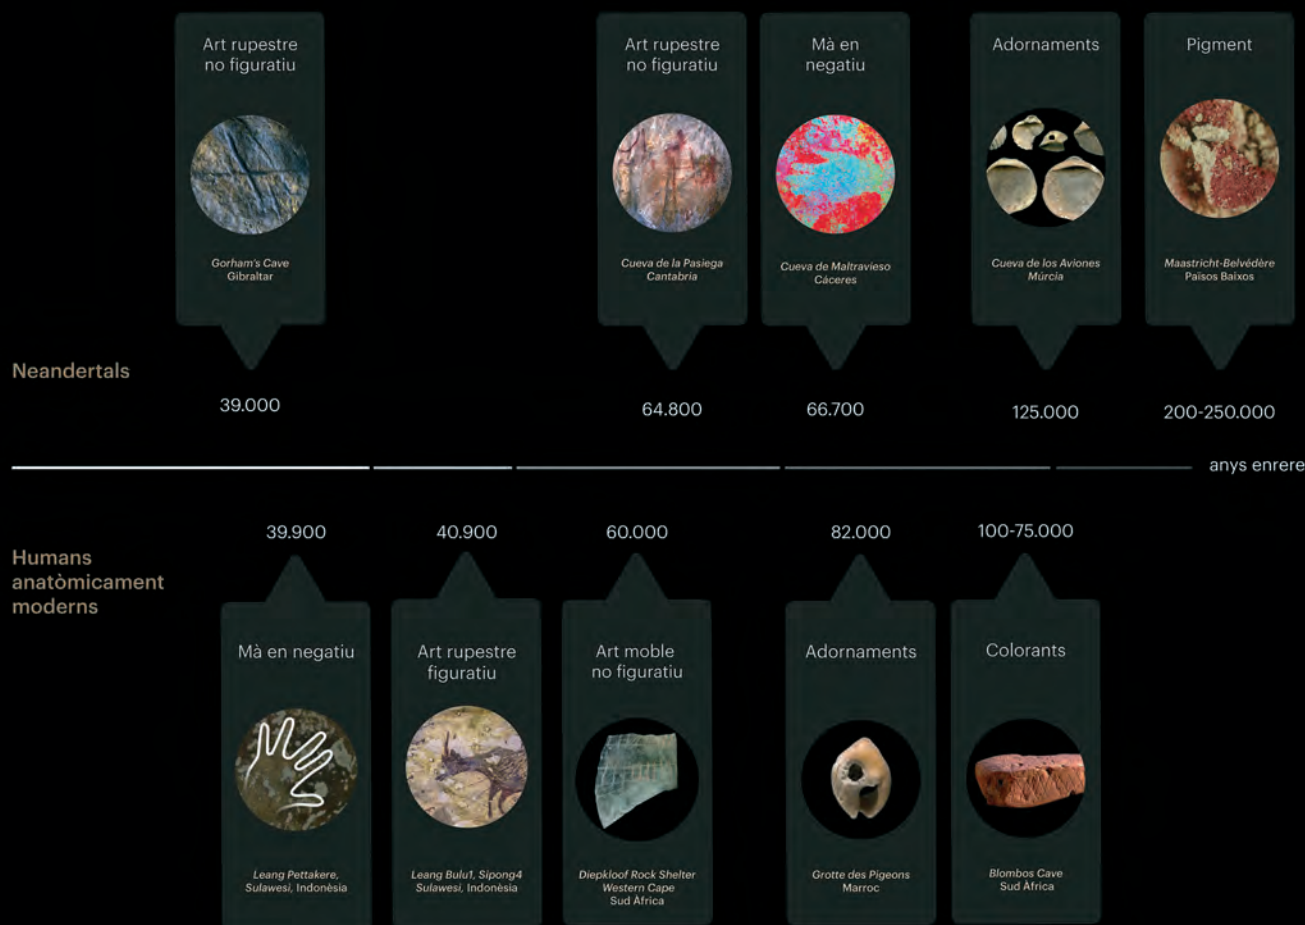 Art rupestre
no figuratiu
Gorham's Cave
Gibraltar
Art rupestre
no figuratiu
Cueva de la Pasiega
Cantabria
Mà en
negatiu
Cueva de Maltravieso
Cáceres
Adornaments
Cueva de los Aviones
Múrcia
Pigment
Maastricht-Belvédère
Països Baixos
Neandertals
39.000
64.800
66.700
125.000
200-250.000
anys enrere
39.900
40.900
60.000
82.000
100-75.000
Humans
anatòmicament
moderns
Mà en negatiu
Leang Pettakere,
Sulawesi, Indonèsia
Art rupestre
figuratiu
Leang Bulu1, Sipong4
Sulawesi, Indonèsia
Art moble
no figuratiu
Diepkloof Rock Shelter
Western Cape
Sud Àfrica
Adornaments
Grotte des Pigeons
Marroc
Colorants
Blombos Cave
Sud Àfrica